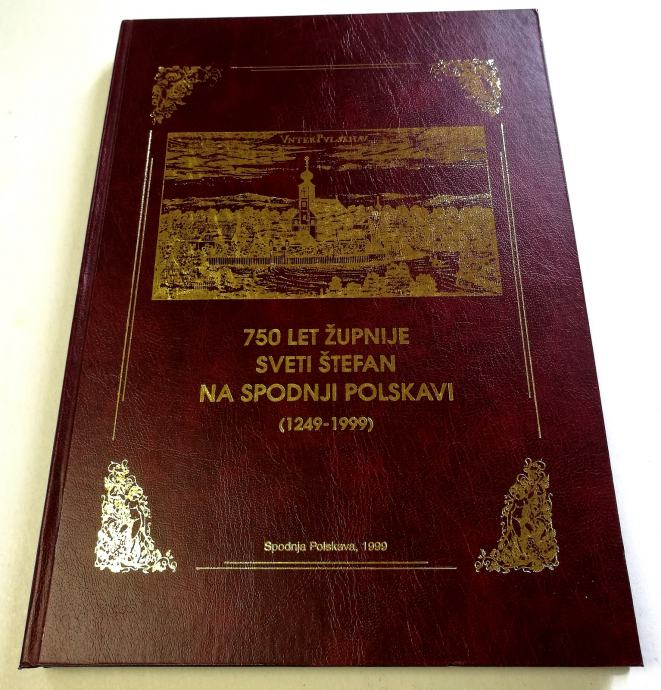 VNTER PVLSKAV
750 LET ŽUPNIJE
SVETI ŠTEFAN
NA SPODNJI POLSKAVI
(1249-1999)
Spodnja Polskava, 1999